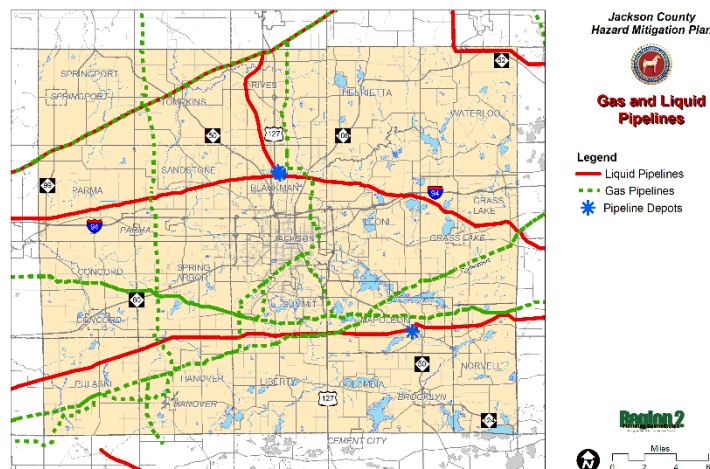 Jackson County
Hazard Mitigation Plan
Gas and Liquid
Pipelines
Legend
Liquid Pipelines
Gas Pipelines
Pipeline Depots
SPRINGPORT
SPRINGPORT
TOMPKINS
RIVES
HENRIETTA
WATERLOO
52
50
127
106
SANDSTONE
99
PARMA
BLACKMAN
94
GRASS
LAKE
LEONI
94
PARMA
GRASS LAKE
JACKSON
CONCORD
SPRING
ARBOR
60
SUMMIT
CONCORD
NAPOLEON
50
NORVELL
PULASKI
HANOVER
LIBERTY
COLUMBIA
127
HANOVER
BROOKLYN
124
CEMENT CITY
Region 2
N
Miles
0 2 4 6